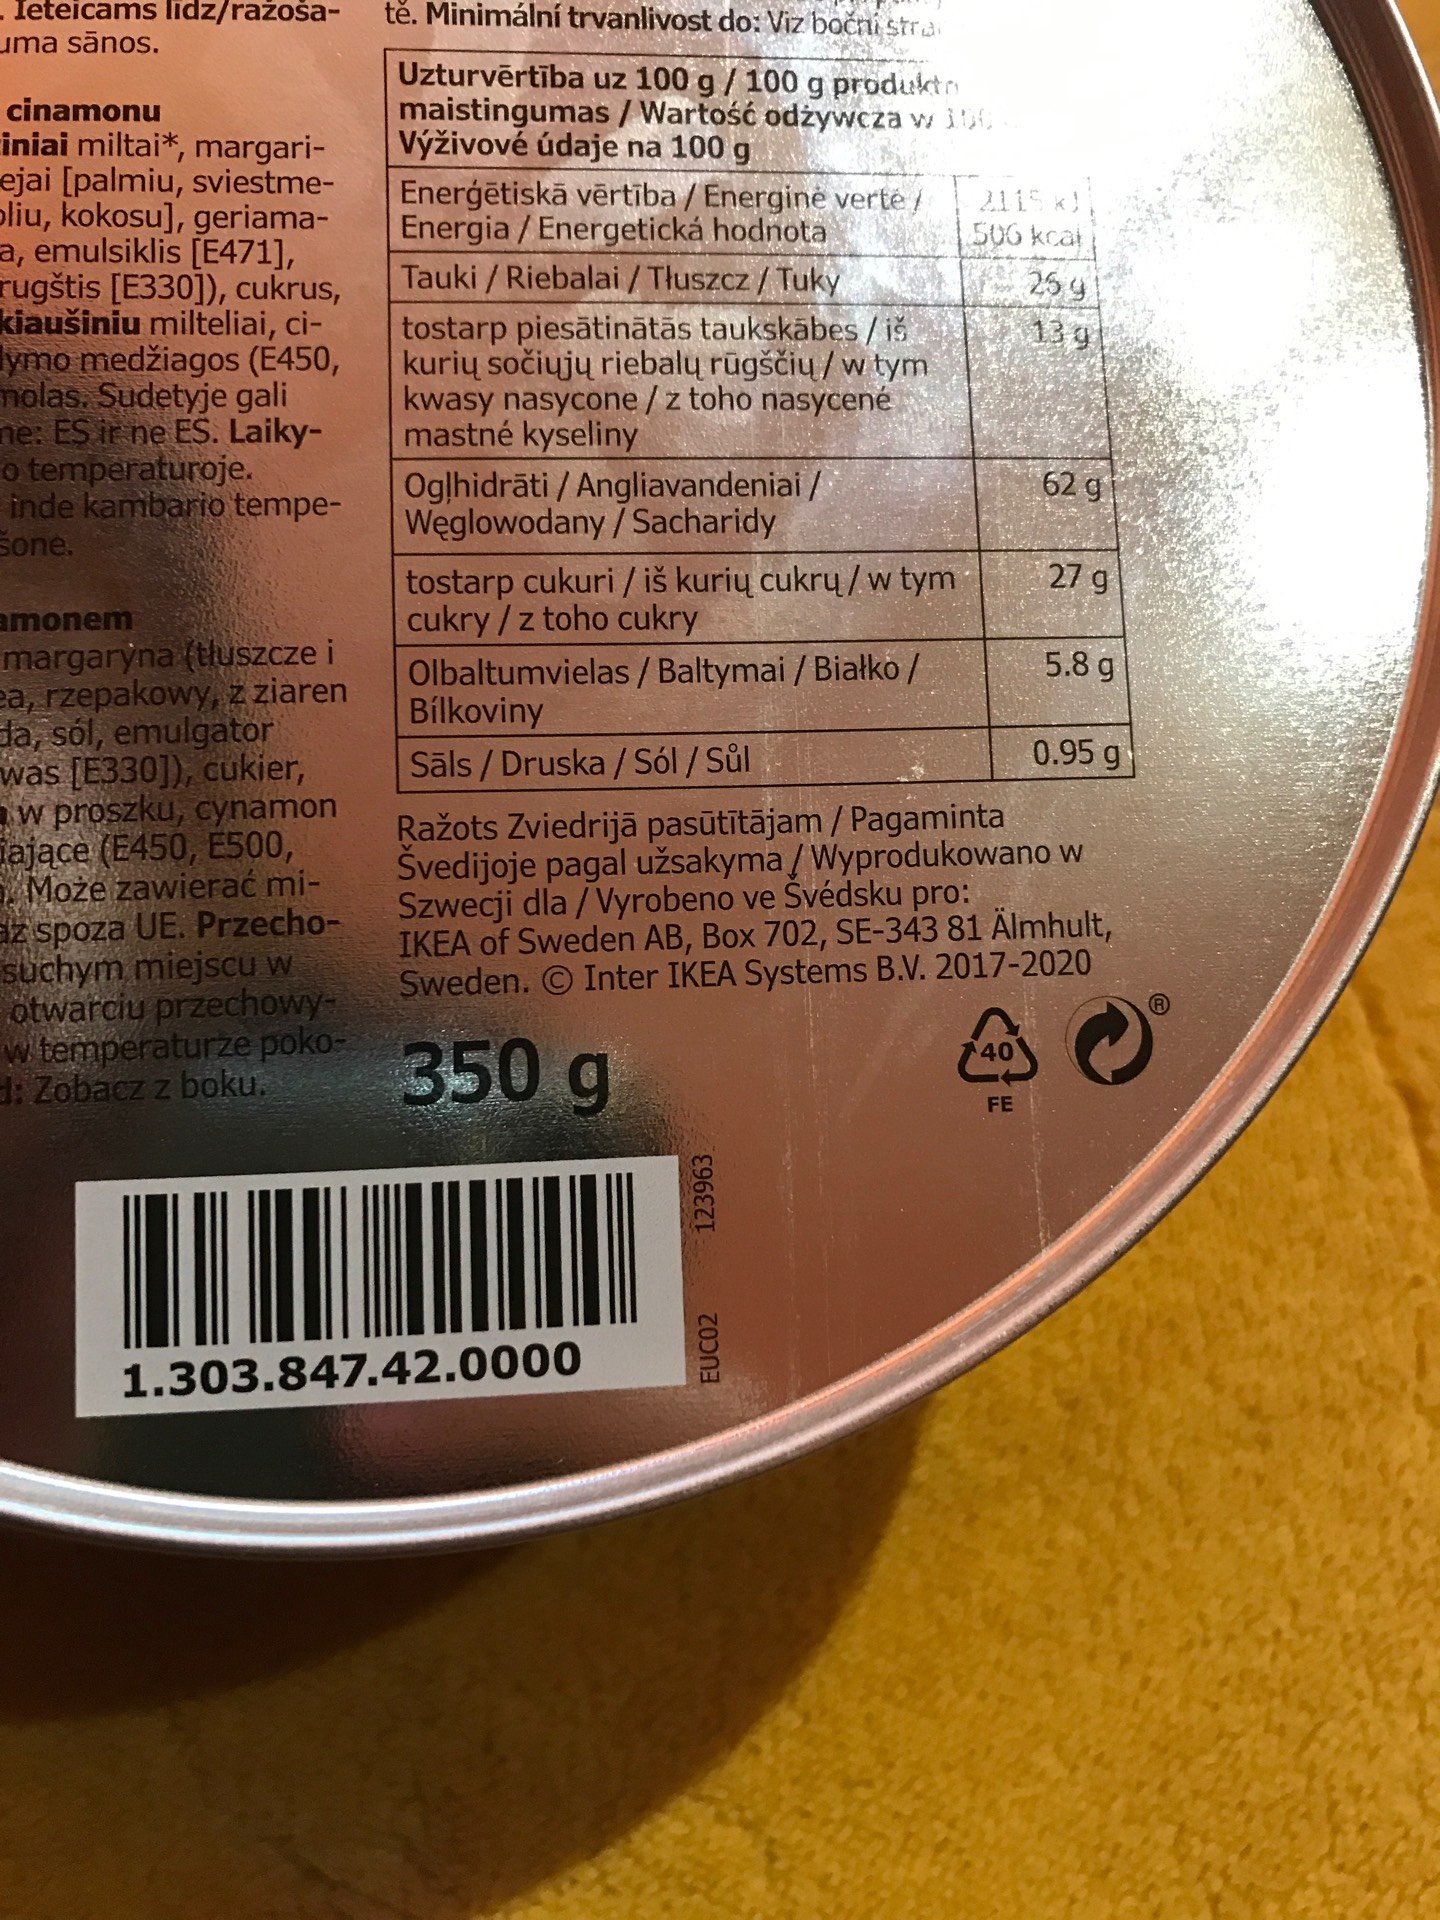 . Ieteicams līdz/ražoša-
uma sānos.
cinamonu
iniai miltai*, margari-
ejai [palmiu, sviestme-
oliu, kokosu], geriama-
a, emulsiklis [E471],
rugštis [E330]), cukrus,
kiaušiniu milteliai, ci-
lymo medžiagos (E450,
molas. Sudetyje gali
ne: ES ir ne ES. Laiky-
o temperaturoje.
inde kambario tempe-
šone.
amonem
margaryna (tłuszcze i
ea, rzepakowy, z ziaren
da, sól, emulgator
was [E330]), cukier,
w proszku, cynamon
iające (E450, E500,
. Może zawierać mi-
az spoza UE. Przecho-
suchym miejscu w
otwarciu przechowy-
w temperaturze poko-
d: Zobacz z boku.
tě. Minimální trvanlivost do: Viz boční
Uzturvērtība uz 100 g / 100 g produkto
maistingumas / Wartość odżywcza w 100
Výživové údaje na 100 g
Enerģētiskā vērtība / Energinė vertė / 2115 kJ
Energia / Energetická hodnota 506 kcal
Tauki / Riebalai / Tłuszcz / Tuky 25 g
tostarp piesātinātās taukskābes / iš 13 g
kurių sočiųjų riebalų rūgščių / w tym
kwasy nasycone / z toho nasycené
mastné kyseliny
Ogļhidrāti / Angliavandeniai / 62 g
Węglowodany / Sacharidy
tostarp cukuri / iš kurių cukrų / w tym 27 g
cukry / z toho cukry
Olbaltumvielas / Baltymai / Białko / 5.8 g
Bílkoviny
Sāls / Druska / Sól / Sůl 0.95 g
Ražots Zviedrijā pasūtītājam / Pagaminta
Švedijoje pagal užsakyma / Wyprodukowano w
Szwecji dla / Vyrobeno ve Švédsku pro:
IKEA of Sweden AB, Box 702, SE-343 81 Älmhult,
Sweden. © Inter IKEA Systems B.V. 2017-2020
350 g
40
FE
®
1.303.847.42.0000
EUC02 123963